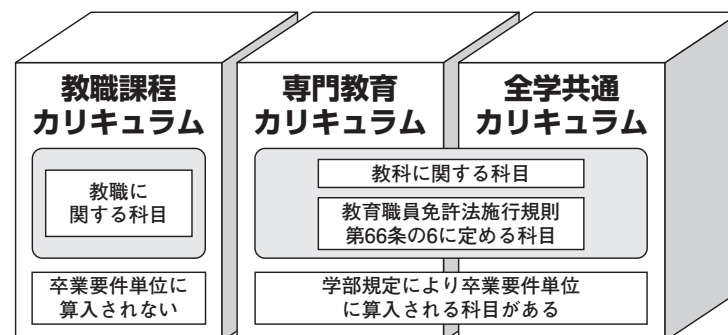 教職課程
カリキュラム
専門教育
カリキュラム
全学共通
カリキュラム
教職に
関する科目
教科に関する科目
教育職員免許法施行規則
第66条の6に定める科目
卒業要件単位に
算入されない
学部規定により卒業要件単位
に算入される科目がある